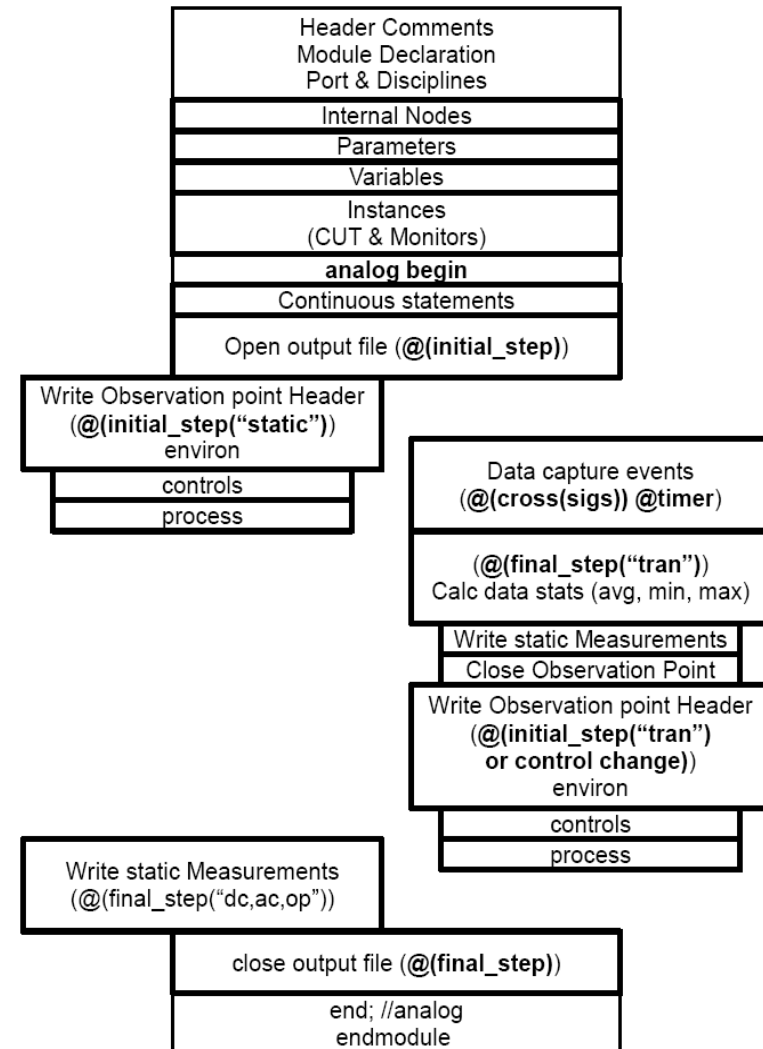 Header Comments
Module Declaration
Port & Disciplines
Internal Nodes
Parameters
Variables
Instances
(CUT & Monitors)
analog begin
Continuous statements
Open output file (@(initial_step))
Write Observation point Header
(@(initial_step(“static”))
environ
controls
process
Data capture events
(@(cross(sigs)) @timer)
(@(final_step(“tran”))
Calc data stats (avg, min, max)
Write static Measurements
Close Observation Point
Write Observation point Header
(@(initial_step(“tran”)
or control change))
environ
controls
process
Write static Measurements
(@(final_step(“dc,ac,op”))
close output file (@(final_step))
end; //analog
endmodule